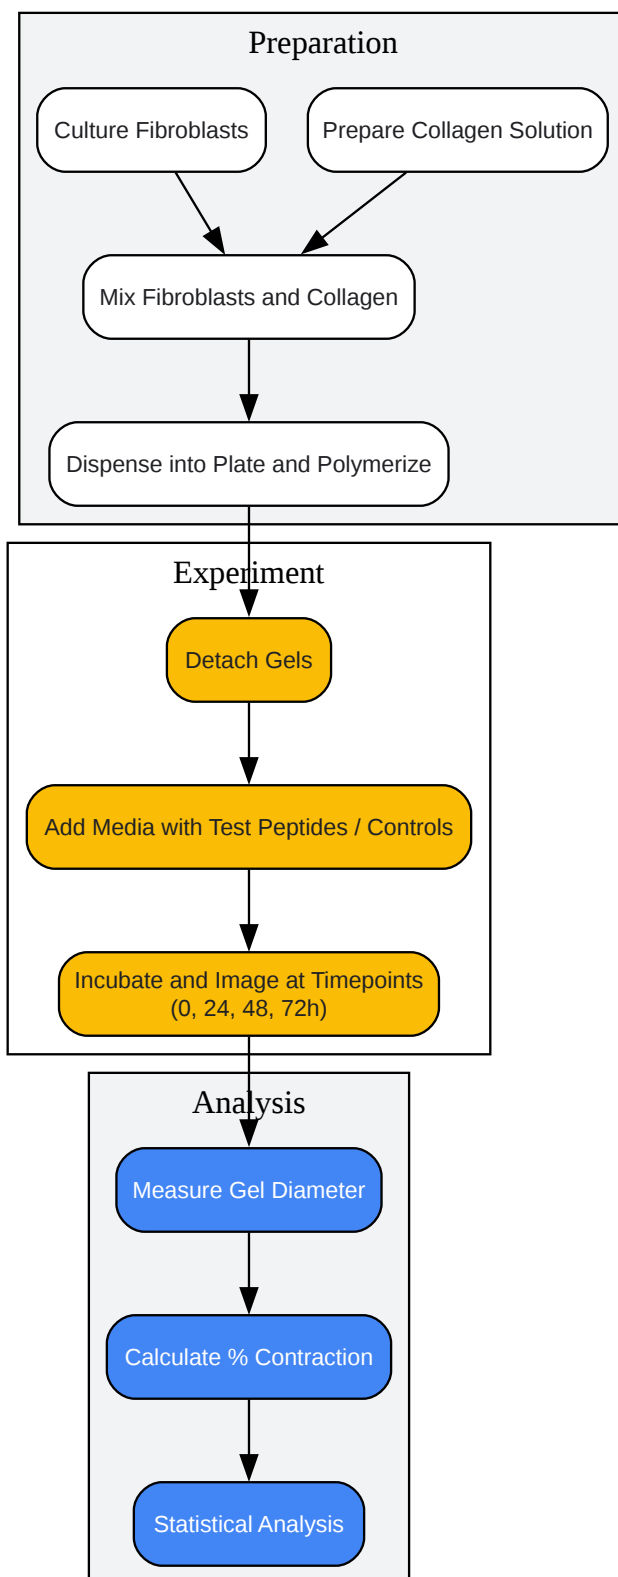 Preparation
Culture Fibroblasts
Prepare Collagen Solution
Mix Fibroblasts and Collagen
Dispense into Plate and Polymerize
Experiment
Detach Gels
Add Media with Test Peptides / Controls
Incubate and Image at Timepoints
(0, 24, 48, 72h)
Analysis
Measure Gel Diameter
Calculate % Contraction
Statistical Analysis